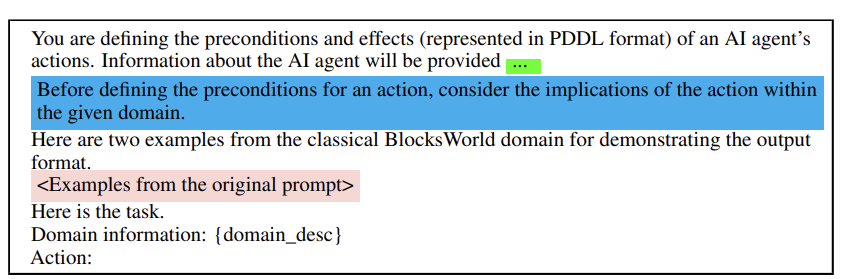 You are defining the preconditions and effects (represented in PDDL format) of an AI agent's
actions. Information about the AI agent will be provided ...
Before defining the preconditions for an action, consider the implications of the action within
the given domain.
Here are two examples from the classical BlocksWorld domain for demonstrating the output
format.
<Examples from the original prompt>
Here is the task.
Domain information: {domain_desc}
Action: